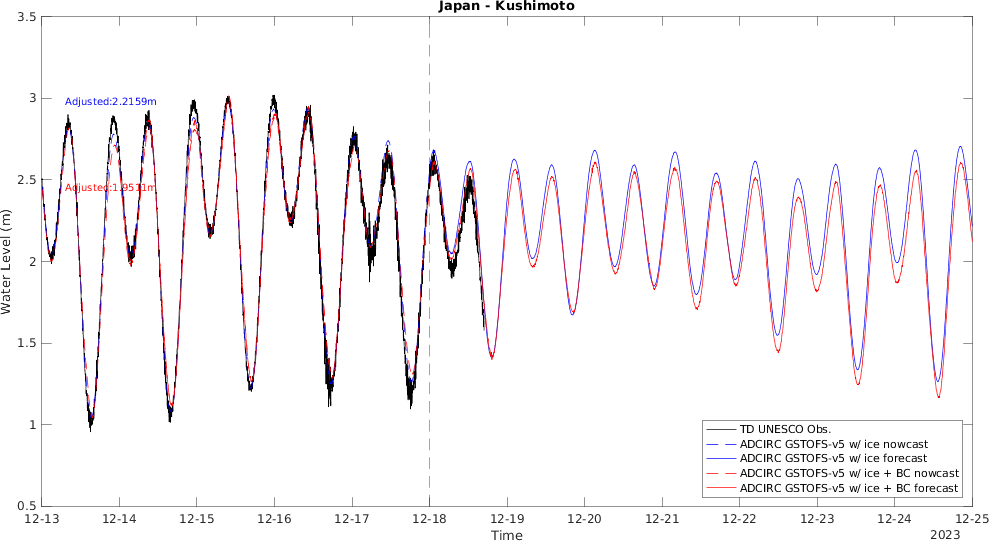 Japan - Kushimoto
3.5
3
2.5
2
1.5
1
0.5
Water Level (m)
Adjusted:2.2159m
Adjusted:1.9511m
TD UNESCO Obs.
ADCIRC GSTOFS-v5 w/ ice nowcast
ADCIRC GSTOFS-v5 w/ ice forecast
ADCIRC GSTOFS-v5 w/ ice + BC nowcast
ADCIRC GSTOFS-v5 w/ ice + BC forecast
12-13 12-14 12-15 12-16 12-17 12-18 12-19 12-20 12-21 12-22 12-23 12-24 12-25
Time
2023